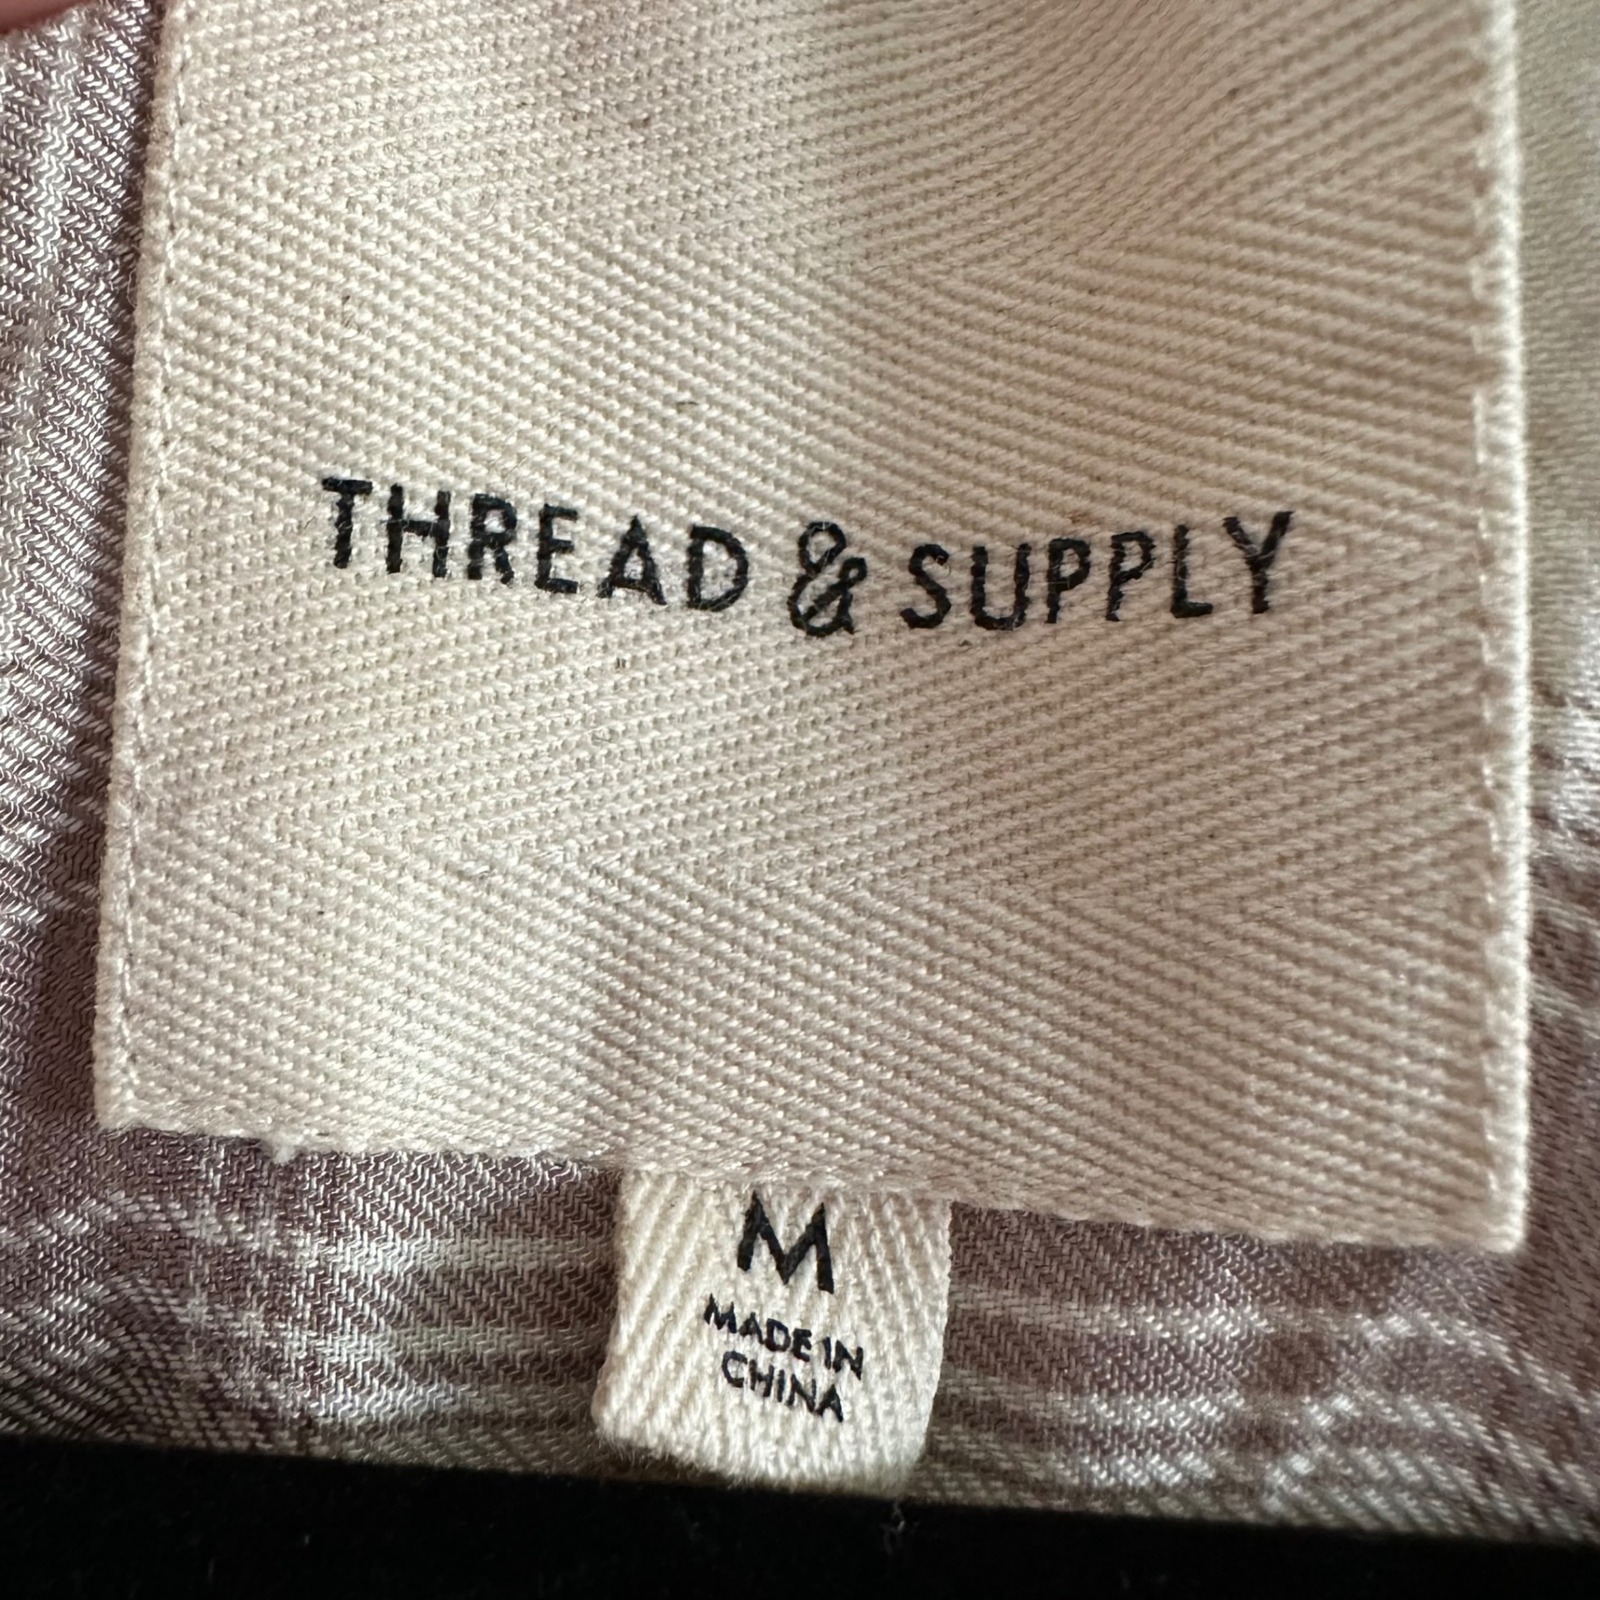 THREAD & SUPPLY
M
MADE IN
CHINA